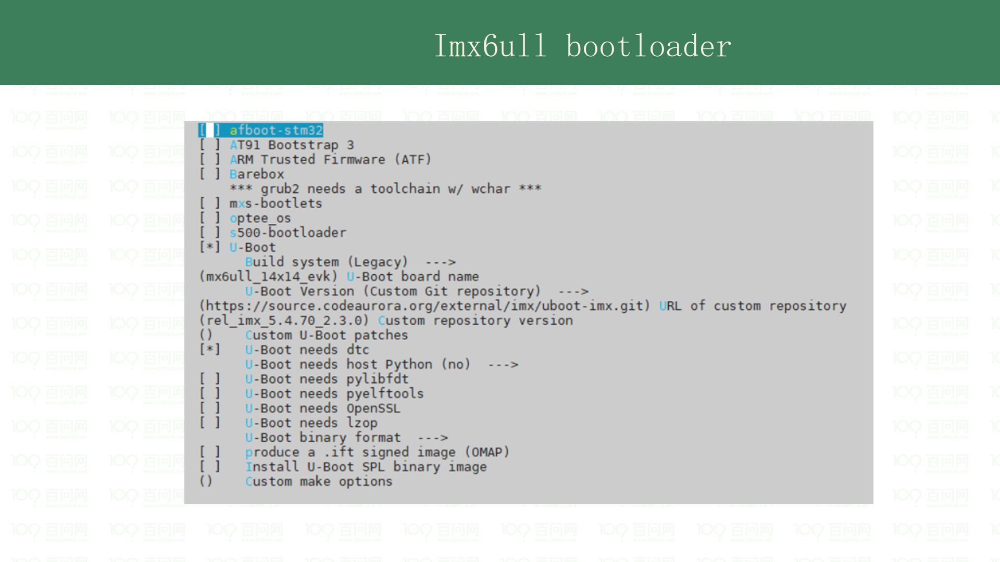 Imx6ull bootloader
[ ] afboot-stm32
[ ] AT91 Bootstrap 3
[ ] ARM Trusted Firmware (ATF)
[ ] Barebox
*** grub2 needs a toolchain w/ wchar ***
[ ] mxs-bootlets
[ ] optee_os
[ ] s500-bootloader
[*] U-Boot
Build system (Legacy)  --->
(mx6ull_14x14_evk) U-Boot board name
U-Boot Version (Custom Git repository)  --->
(https://source.codeaurora.org/external/imx/uboot-imx.git) URL of custom repository
(rel_imx_5.4.70_2.3.0) Custom repository version
()    Custom U-Boot patches
[*]   U-Boot needs dtc
U-Boot needs host Python (no)  --->
[ ]   U-Boot needs pylibfdt
[ ]   U-Boot needs pyelftools
[ ]   U-Boot needs OpenSSL
[ ]   U-Boot needs lzop
U-Boot binary format  --->
[ ]   produce a .ift signed image (OMAP)
[ ]   Install U-Boot SPL binary image
()    Custom make options